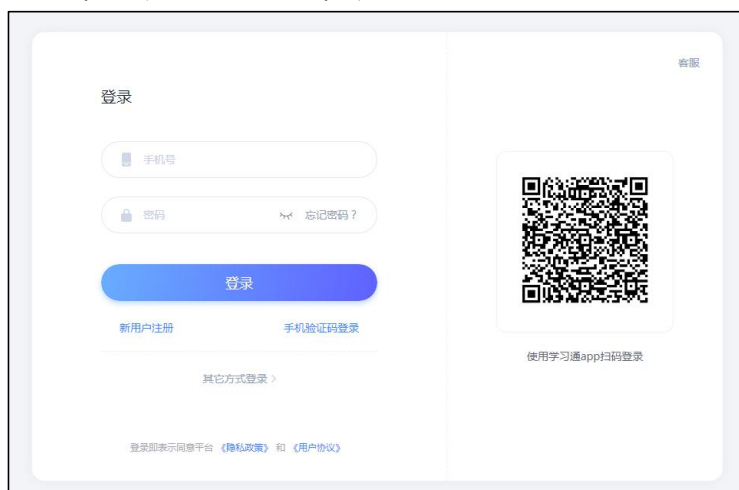 客服
登录
手机号
密码
忘记密码？
登录
新用户注册
手机验证码登录
其它方式登录
登录即表示同意平台 《隐私政策》 和 《用户协议》
使用学习通app扫码登录